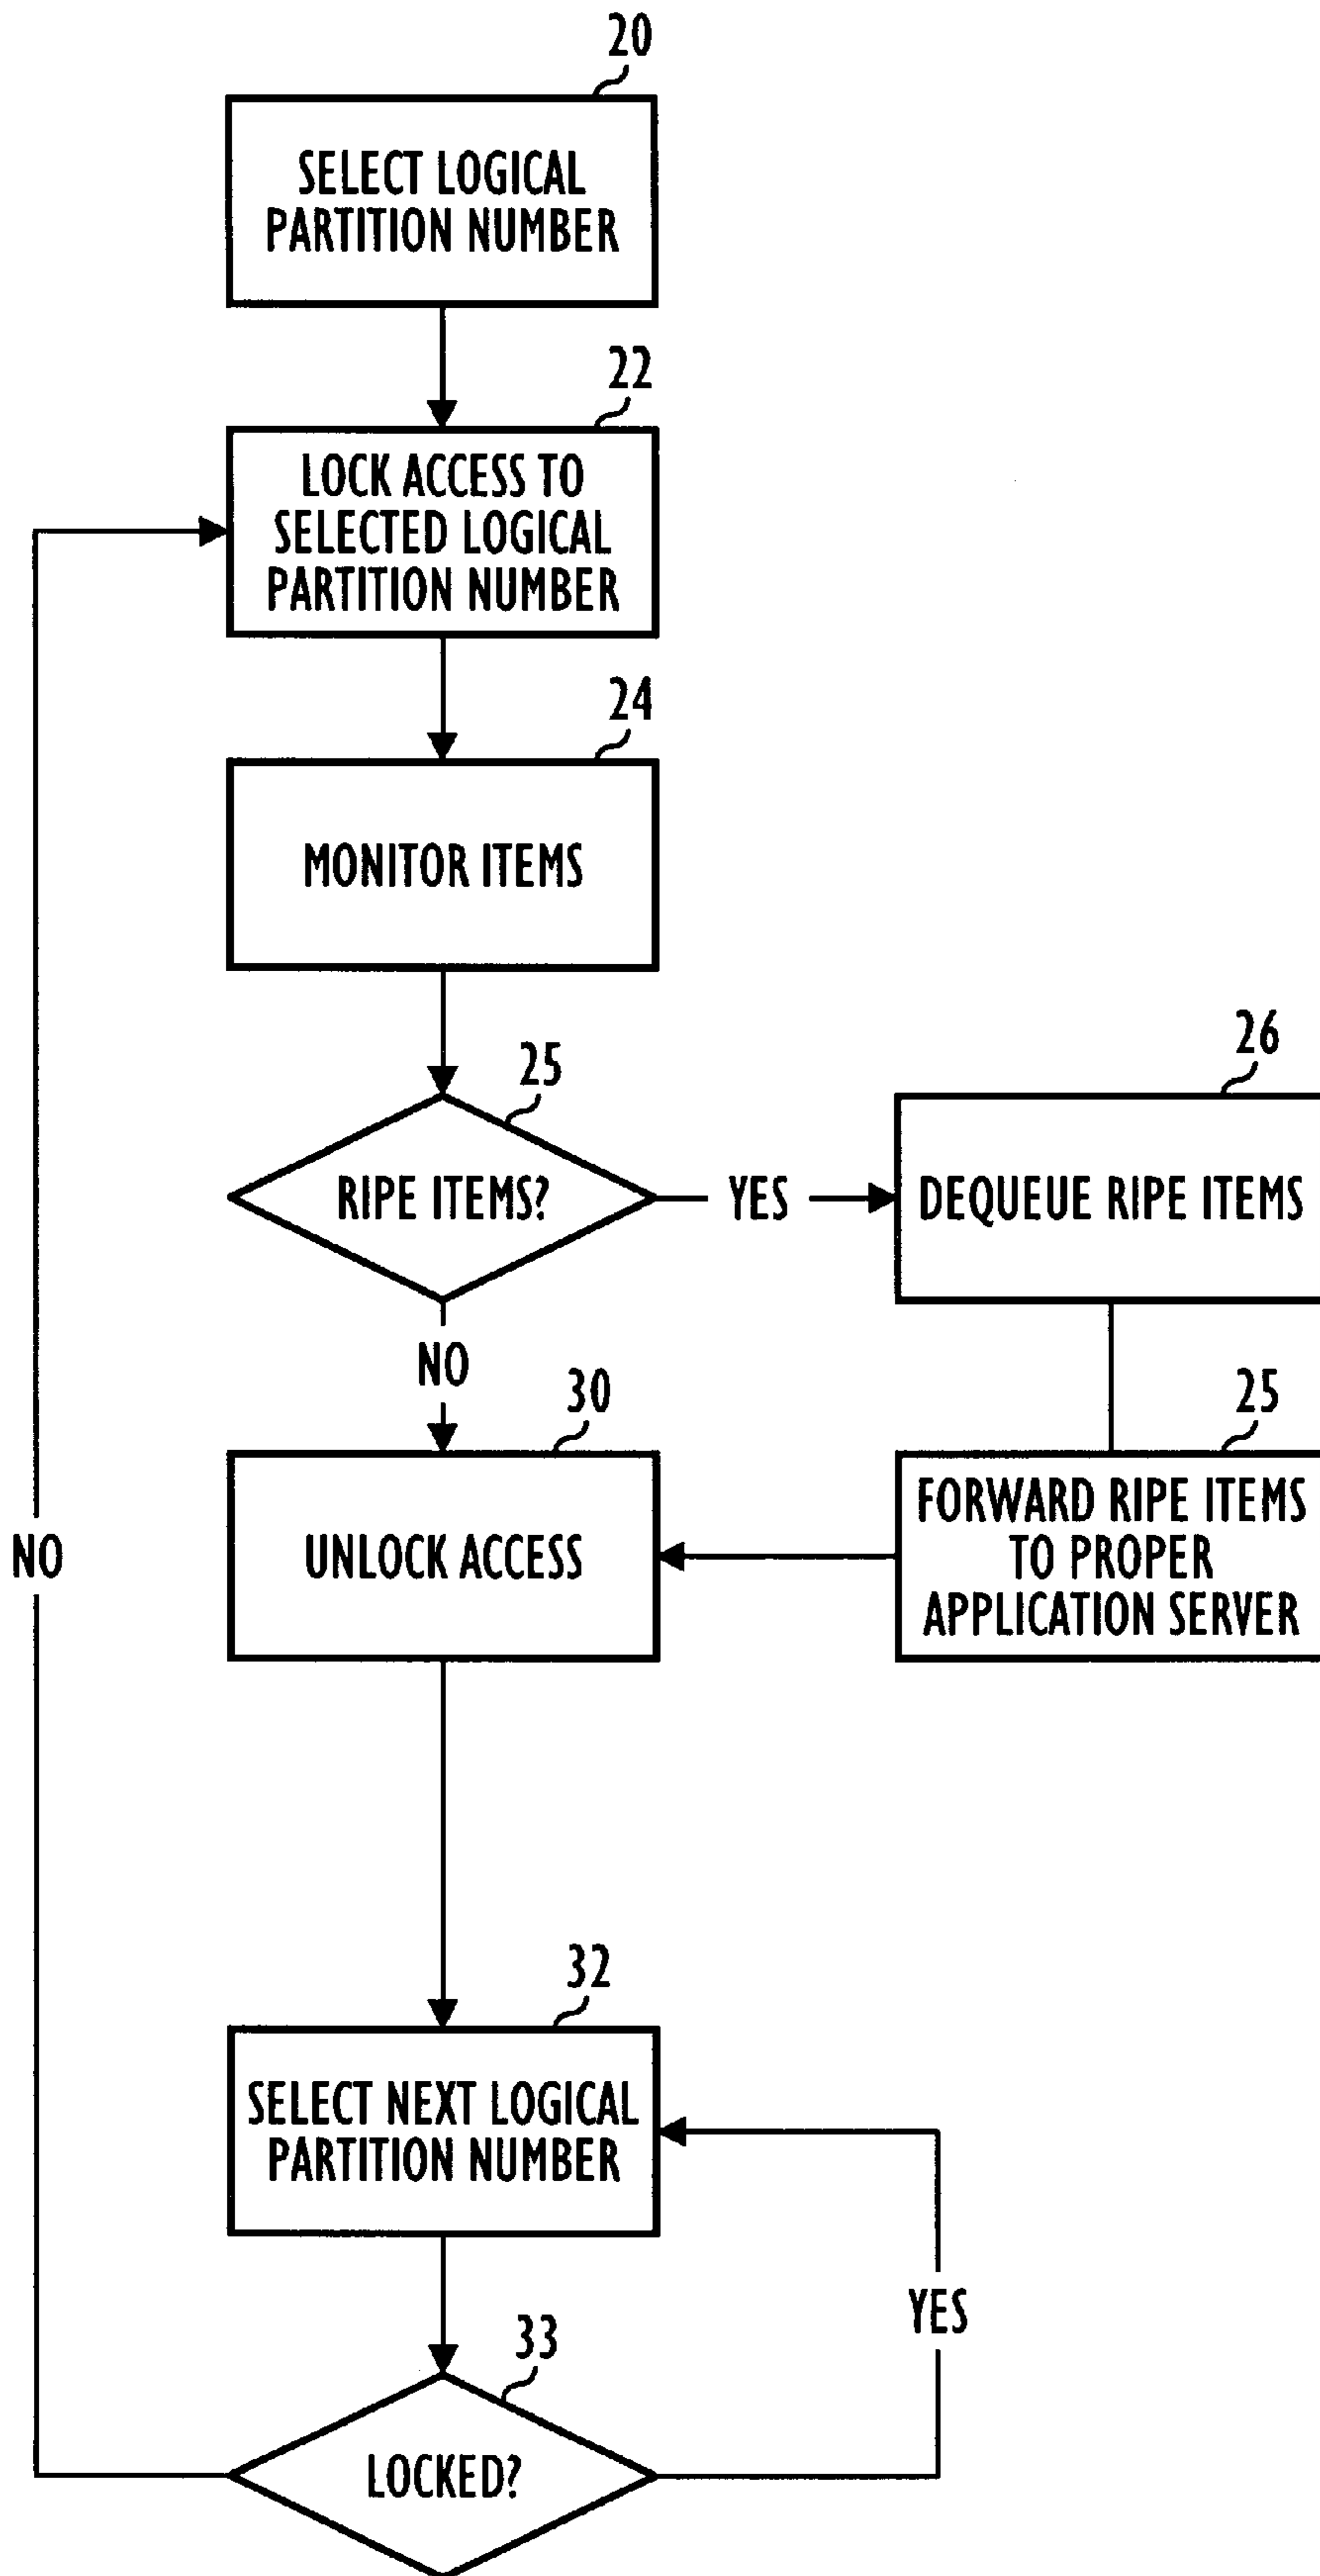 20
SELECT LOGICAL
PARTITION NUMBER
22
LOCK ACCESS TO
SELECTED LOGICAL
PARTITION NUMBER
24
MONITOR ITEMS
25
RIPE ITEMS?
YES
26
DEQUEUE RIPE ITEMS
NO
30
UNLOCK ACCESS
25
FORWARD RIPE ITEMS
TO PROPER
APPLICATION SERVER
NO
32
SELECT NEXT LOGICAL
PARTITION NUMBER
YES
33
LOCKED?